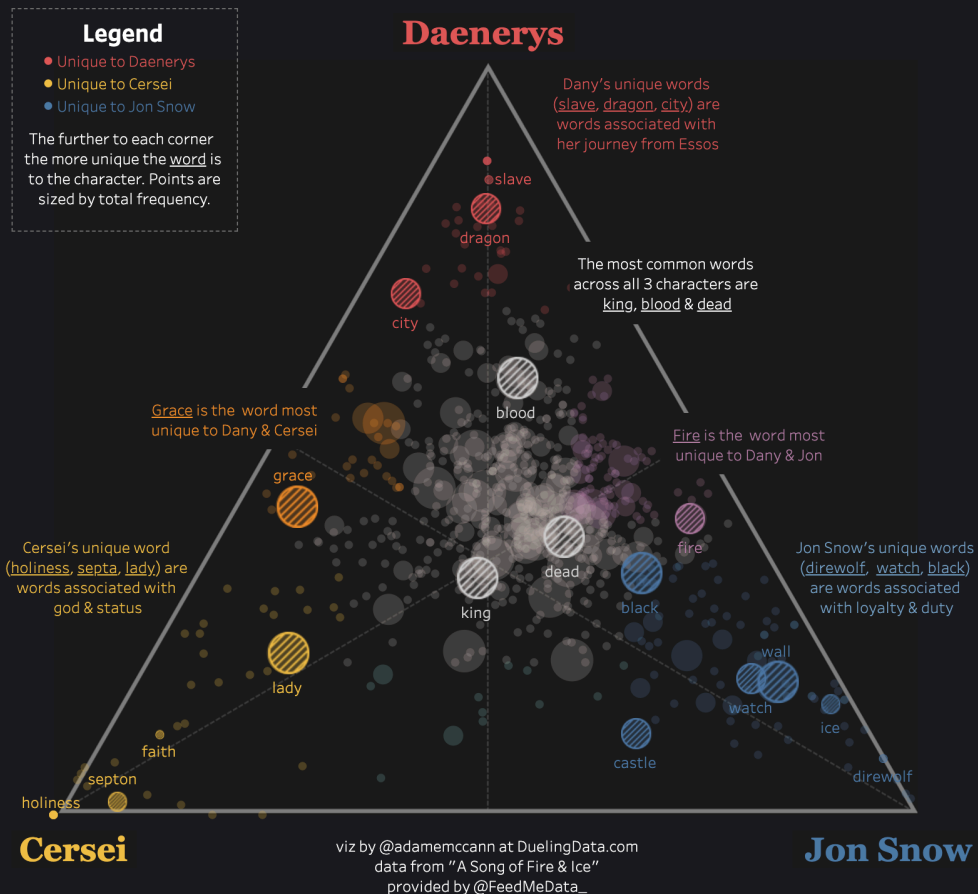 Daenerys
Legend
Unique to Daenerys
Unique to Cersei
Unique to Jon Snow
The further to each corner
the more unique the word is
to the character. Points are
sized by total frequency.
Dany's unique words
(slave, dragon, city) are
words associated with
her journey from Essos
slave
dragon
city
The most common words
across all 3 characters are
king, blood & dead
blood
Grace is the word most
unique to Dany & Cersei
Fire is the word most
unique to Dany & Jon
grace
fire
Cersei's unique word
(holiness, septa, lady) are
words associated with
god & status
Jon Snow's unique words
(direwolf, watch, black)
are words associated
with loyalty & duty
dead
king
black
lady
wall
watch
ice
faith
castle
septon
direwolf
holiness
Cersei
Jon Snow
viz by @adamemccann at DuelingData.com
data from "A Song of Fire & Ice"
provided by @FeedMeData_